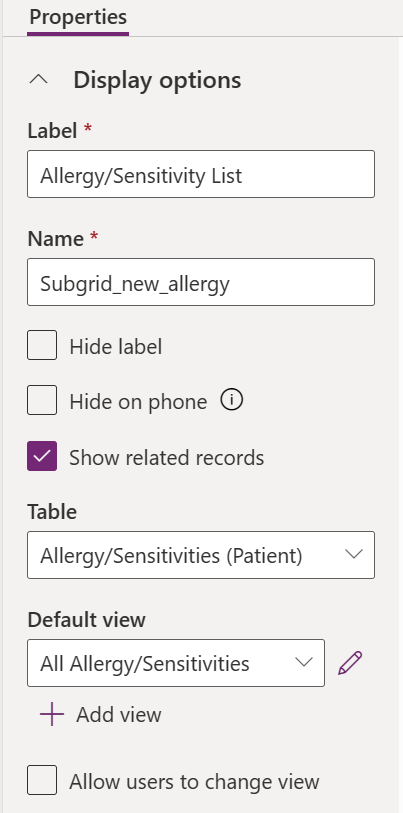 Properties
Display options
Label *
Allergy/Sensitivity List
Name *
Subgrid_new_allergy
Hide label
Hide on phone
Show related records
Table
Allergy/Sensitivities (Patient)
Default view
All Allergy/Sensitivities
Add view
Allow users to change view